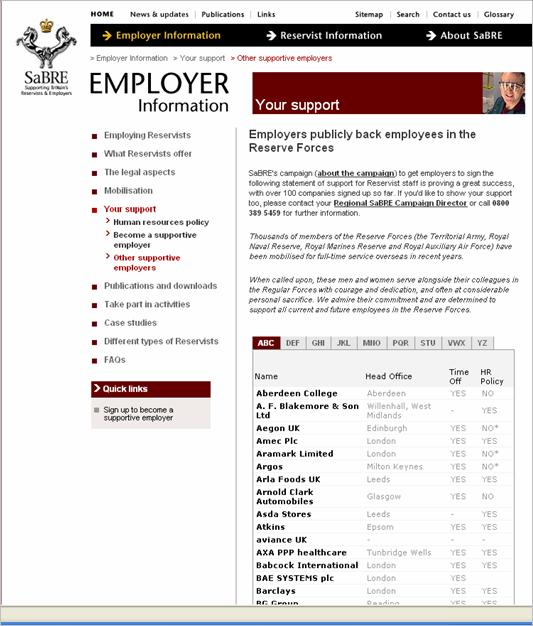 HOME News & updates Publications Links Sitemap Search Contact us Glossary
Employer Information Reservist Information About SaBRE
SaBRE
Supporting Britain's
Reservists & Employers
> Employer Information > Your support > Other supportive employers
EMPLOYER
Information
Your support
Employing Reservists
What Reservists offer
The legal aspects
Mobilisation
Your support
Human resources policy
Become a supportive
employer
Other supportive
employers
Publications and downloads
Take part in activities
Case studies
Different types of Reservists
FAQs
Quick links
Sign up to become a
supportive employer
Employers publicly back employees in the
Reserve Forces
SaBRE's campaign (about the campaign) to get employers to sign the
following statement of support for Reservist staff is proving a great success,
with over 100 companies signed up so far. If you'd like to show your support
too, please contact your Regional SaBRE Campaign Director or call 0800
389 5459 for further information.
Thousands of members of the Reserve Forces (the Territorial Army, Royal
Naval Reserve, Royal Marines Reserve and Royal Auxiliary Air Force) have
been mobilised for full-time service overseas in recent years.
When called upon, these men and women serve alongside their colleagues in
the Regular Forces with courage and dedication, and often at considerable
personal sacrifice. We admire their commitment and are determined to
support all current and future employees in the Reserve Forces.
ABC DEF GHI JKL MNO PQR STU VWX YZ
Name Head Office Time Off HR Policy
Aberdeen College Aberdeen YES NO
A. F. Blakemore & Son Ltd Willenhall, West Midlands - YES
Aegon UK Edinburgh YES NO*
Amec Plc London YES YES
Aramark Limited London YES NO*
Argos Milton Keynes YES NO*
Arla Foods UK Leeds YES YES
Arnold Clark Automobiles Glasgow YES NO
Asda Stores Leeds - YES
Atkins Epsom YES YES
aviance UK - - -
AXA PPP healthcare Tunbridge Wells YES YES
Babcock International London YES YES
BAE SYSTEMS plc London YES
Barclays London YES YES
BG Group Reading YES YES